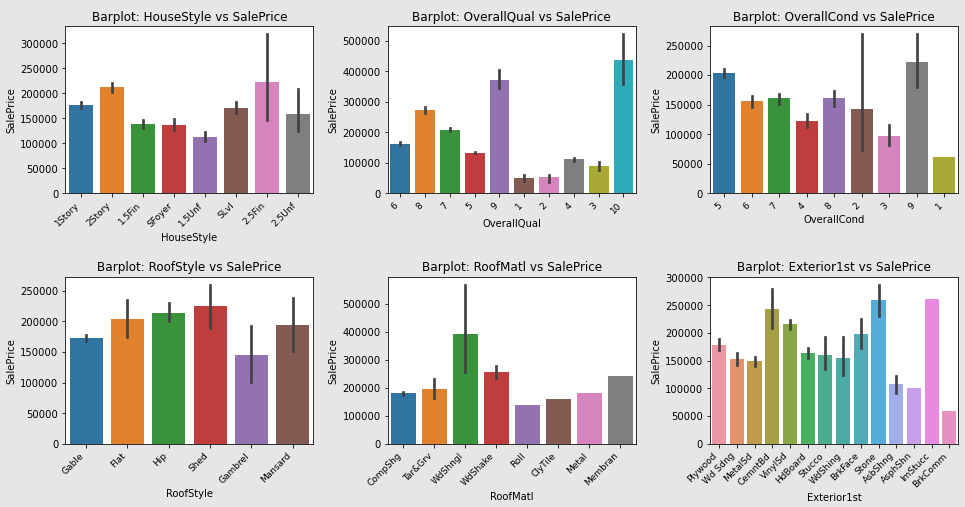 Barplot: HouseStyle vs SalePrice
SalePrice
300000
250000
200000
150000
100000
50000
0
1Story 2Story 1.5Fin SFoyer 1.5Unf SLvl 2.5Fin 2.5Unf
HouseStyle
Barplot: OverallQual vs SalePrice
SalePrice
500000
400000
300000
200000
100000
0
6 8 7 5 9 1 2 4 3 10
OverallQual
Barplot: OverallCond vs SalePrice
SalePrice
250000
200000
150000
100000
50000
0
5 6 7 4 8 2 3 9 1
OverallCond
Barplot: RoofStyle vs SalePrice
SalePrice
250000
200000
150000
100000
50000
0
Gable Flat Hip Shed Gambrel Mansard
RoofStyle
Barplot: RoofMatl vs SalePrice
SalePrice
500000
400000
300000
200000
100000
0
CompShg Tar&Grv WdShngl WdShake Roll ClyTile Metal Membran
RoofMatl
Barplot: Exterior1st vs SalePrice
SalePrice
300000
250000
200000
150000
100000
50000
0
Plywood Wd Sdng MetalSd CemntBd VinylSd HdBoard Stucco WdShing BrkFace Stone AsbShng AsphShn ImStucc BrkComm
Exterior1st